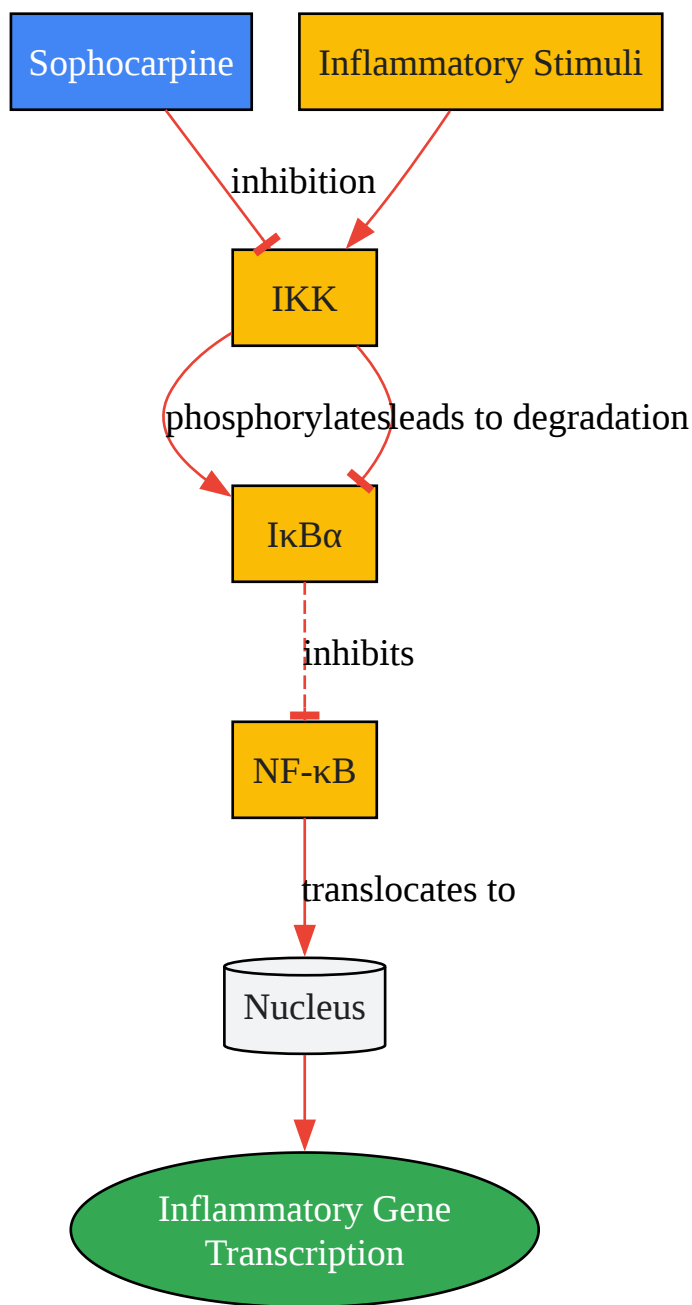 Sophocarpine
Inflammatory Stimuli
inhibition
IKK
phosphorylates
leads to degradation
IκBα
inhibits
NF-κB
translocates to
Nucleus
Inflammatory Gene
Transcription